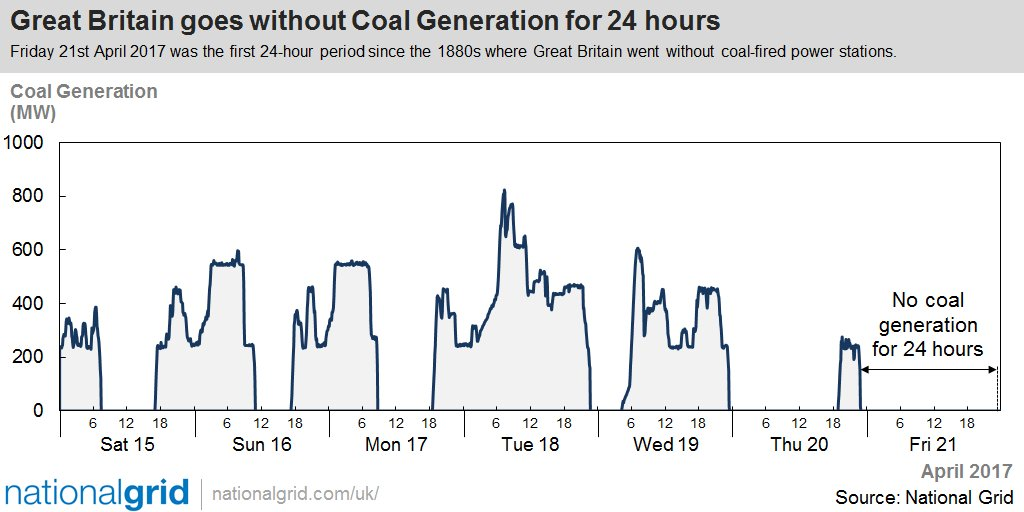 Great Britain goes without Coal Generation for 24 hours
Friday 21st April 2017 was the first 24-hour period since the 1880s where Great Britain went without coal-fired power stations.
Coal Generation
(MW)
1000
800
600
400
200
0
No coal
generation
for 24 hours
6 12 18 6 12 18 6 12 18 6 12 18 6 12 18 6 12 18 6 12 18
Sat 15 Sun 16 Mon 17 Tue 18 Wed 19 Thu 20 Fri 21
April 2017
nationalgrid nationalgrid.com/uk/
Source: National Grid